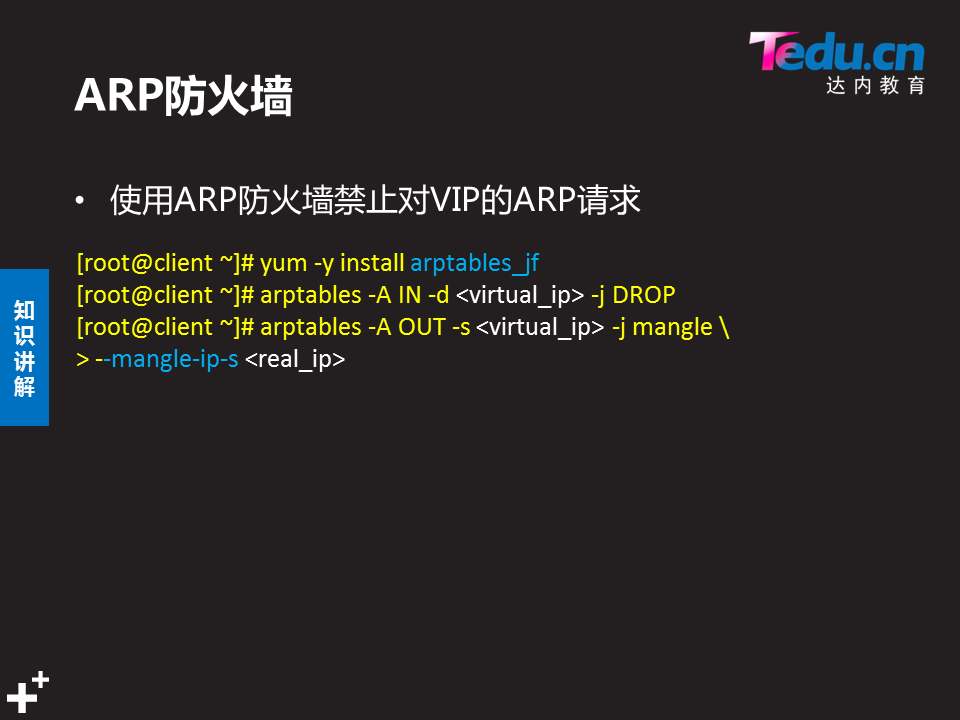 Tedu.cn
达内教育
ARP防火墙
• 使用ARP防火墙禁止对VIP的ARP请求
[root@client ~]# yum -y install arptables_jf
[root@client ~]# arptables -A IN -d <virtual_ip> -j DROP
[root@client ~]# arptables -A OUT -s <virtual_ip> -j mangle \
> --mangle-ip-s <real_ip>
知
识
讲
解